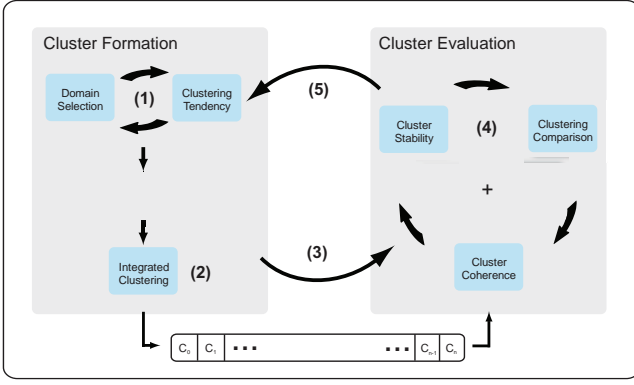 Cluster Formation
Domain
Selection
(1)
Clustering
Tendency
Integrated
Clustering
(2)
(5)
(3)
Cluster Evaluation
Cluster
Stability
(4)
Clustering
Comparison
+
Cluster
Coherence
C0 C1 ... ... Cn-1 Cn